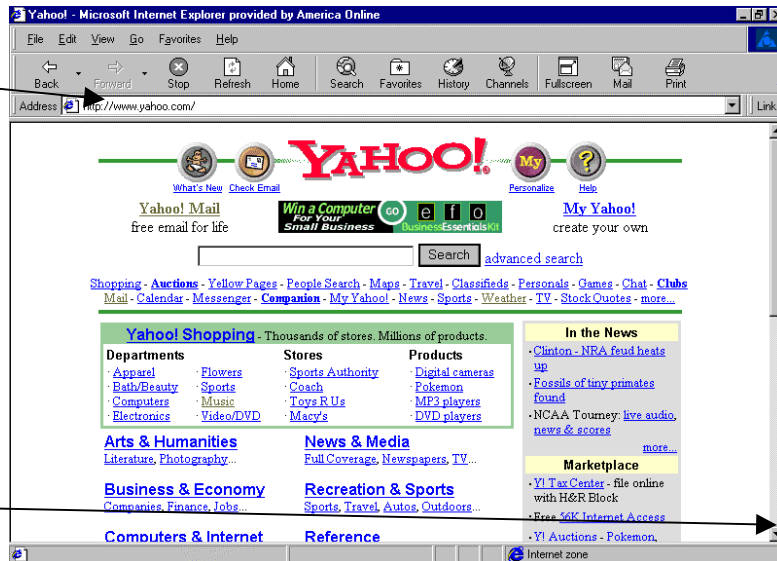 Yahoo! - Microsoft Internet Explorer provided by America Online
File Edit View Go Favorites Help
Back Forward Stop Refresh Home Search Favorites History Channels Fullscreen Mail Print
Address http://www.yahoo.com/ Link
YAHOO!
My ?
What's New Check Email Personalize Help
Yahoo! Mail
free email for life
Win a Computer
For Your
Small Business
GO e f o
BusinessEssentialsKit
My Yahoo!
create your own
Search advanced search
Shopping - Auctions - Yellow Pages - People Search - Maps - Travel - Classifieds - Personals - Games - Chat - Clubs
Mail - Calendar - Messenger - Companion - My Yahoo! - News - Sports - Weather - TV - Stock Quotes - more...
Yahoo! Shopping - Thousands of stores. Millions of products.
Departments Stores Products
· Apparel · Flowers · Sports Authority · Digital cameras
· Bath/Beauty · Sports · Coach · Pokemon
· Computers · Music · Toys R Us · MP3 players
· Electronics · Video/DVD · Macy's · DVD players
Arts & Humanities
Literature, Photography...
News & Media
Full Coverage, Newspapers, TV...
Business & Economy
Companies, Finance, Jobs...
Recreation & Sports
Sports, Travel, Autos, Outdoors...
Computers & Internet
Reference
In the News
· Clinton - NRA feud heats
up
· Fossils of tiny primates
found
· NCAA Tourney: live audio,
news & scores
more...
Marketplace
· Y! Tax Center - file online
with H&R Block
· Free 56K Internet Access
· Y! Auctions - Pokemon,
Internet zone